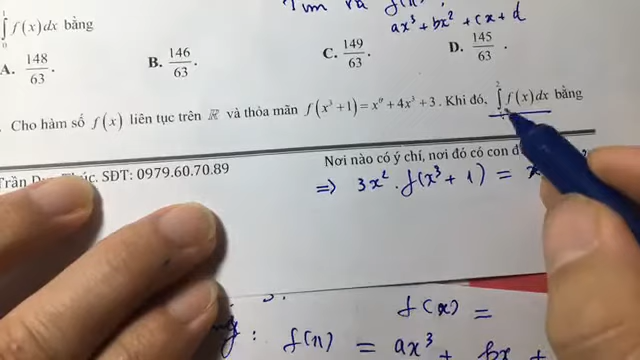 Tìm ra f(x)
ax³ + bx² + cx + d
∫₀¹ f(x)dx bằng
A. 148/63. B. 146/63. C. 149/63. D. 145/63.
. Cho hàm số f(x) liên tục trên ℝ và thỏa mãn f(x³+1)=x⁶+4x³+3. Khi đó, ∫² f(x)dx bằng
Nơi nào có ý chí, nơi đó có con
Trần SĐT: 0979.60.70.89
⇒ 3x². f(x³+1) =
f(x) =
: f(x) = ax³ + bx +